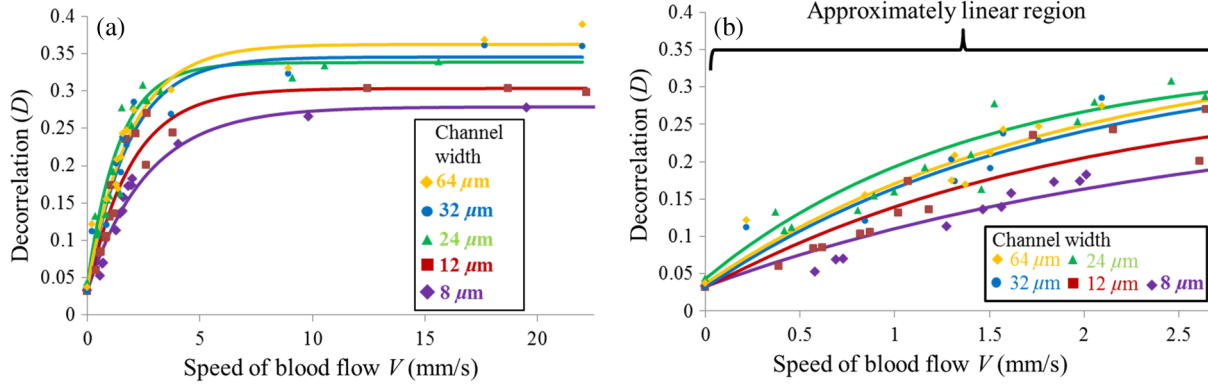 (a)
Decorrelation (D)
0.4
0.35
0.3
0.25
0.2
0.15
0.1
0.05
0
0
5
10
15
20
Speed of blood flow V (mm/s)
Channel
width
64 µm
32 µm
24 µm
12 µm
8 µm
(b)
Approximately linear region
Decorrelation (D)
0.4
0.35
0.3
0.25
0.2
0.15
0.1
0.05
0
0
0.5
1
1.5
2
2.5
Speed of blood flow V (mm/s)
Channel width
64 µm 24 µm
32 µm 12 µm 8 µm